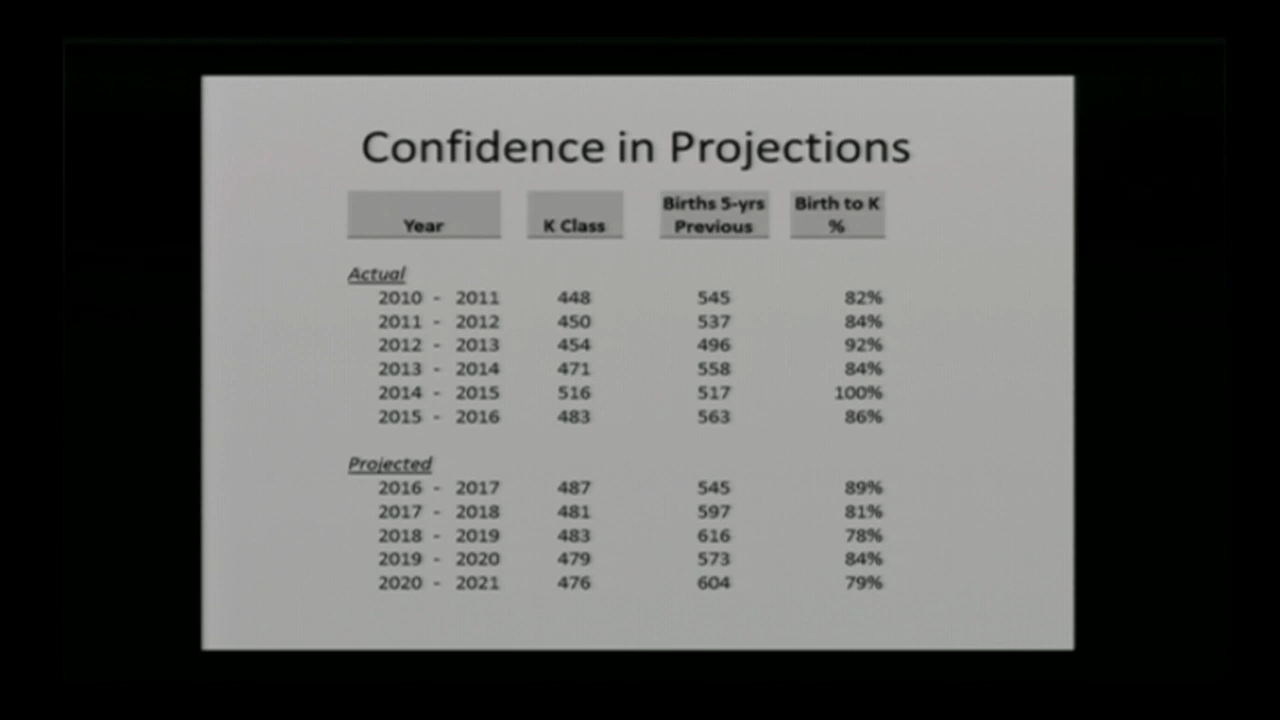 Confidence in Projections
Year K Class Births 5-yrs Previous Birth to K %
Actual
2010 - 2011 448 545 82%
2011 - 2012 450 537 84%
2012 - 2013 454 496 92%
2013 - 2014 471 558 84%
2014 - 2015 516 517 100%
2015 - 2016 483 563 86%
Projected
2016 - 2017 487 545 89%
2017 - 2018 481 597 81%
2018 - 2019 483 616 78%
2019 - 2020 479 573 84%
2020 - 2021 476 604 79%